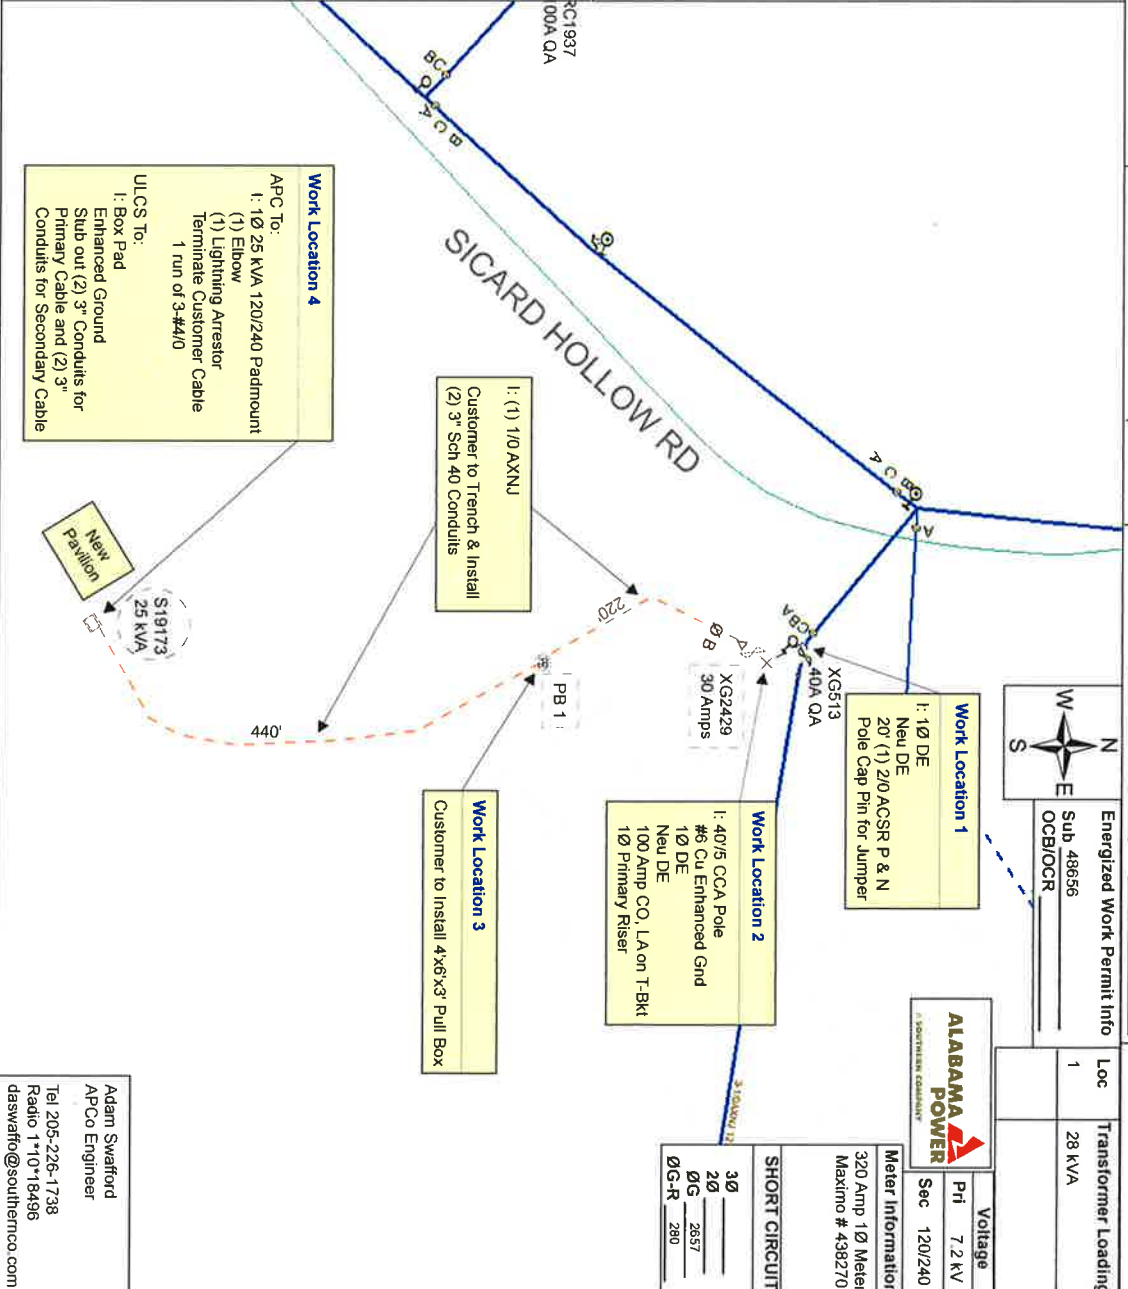 RC1937
00A QA
BC
A
C
B
SICARD HOLLOW RD
A
C
B
A
CBA
XG513
40A QA
N
W
E
S
Energized Work Permit Info
Sub 48656
OCB/OCR
Loc
Transformer Loading
1
28 kVA
ALABAMA
POWER
A SOUTHERN COMPANY
Voltage
Pri 7.2 kV
Sec 120/240
Meter Information
320 Amp 1Ø Meter
Maximo # 438270
SHORT CIRCUIT
3Ø
2Ø
ØG 2657
ØG-R 280
Work Location 1
I: 1Ø DE
Neu DE
20' (1) 2/0 ACSR P & N
Pole Cap Pin for Jumper
Work Location 2
I: 40'/5 CCA Pole
#6 Cu Enhanced Gnd
1Ø DE
Neu DE
100 Amp CO, LA on T-Bkt
1Ø Primary Riser
XG2429
30 Amps
Ø B
220'
PB 1
Work Location 3
Customer to Install 4'x6'x3' Pull Box
I: (1) 1/0 AXNJ
Customer to Trench & Install
(2) 3" Sch 40 Conduits
440'
Work Location 4
APC To:
I: 1Ø 25 kVA 120/240 Padmount
(1) Elbow
(1) Lightning Arrestor
Terminate Customer Cable
1 run of 3-#4/0
ULCS To:
I: Box Pad
Enhanced Ground
Stub out (2) 3" Conduits for
Primary Cable and (2) 3"
Conduits for Secondary Cable
New
Pavilion
S19173
25 kVA
Adam Swafford
APCo Engineer
Tel 205-226-1738
Radio 1*10*18496
daswaffo@southernco.com